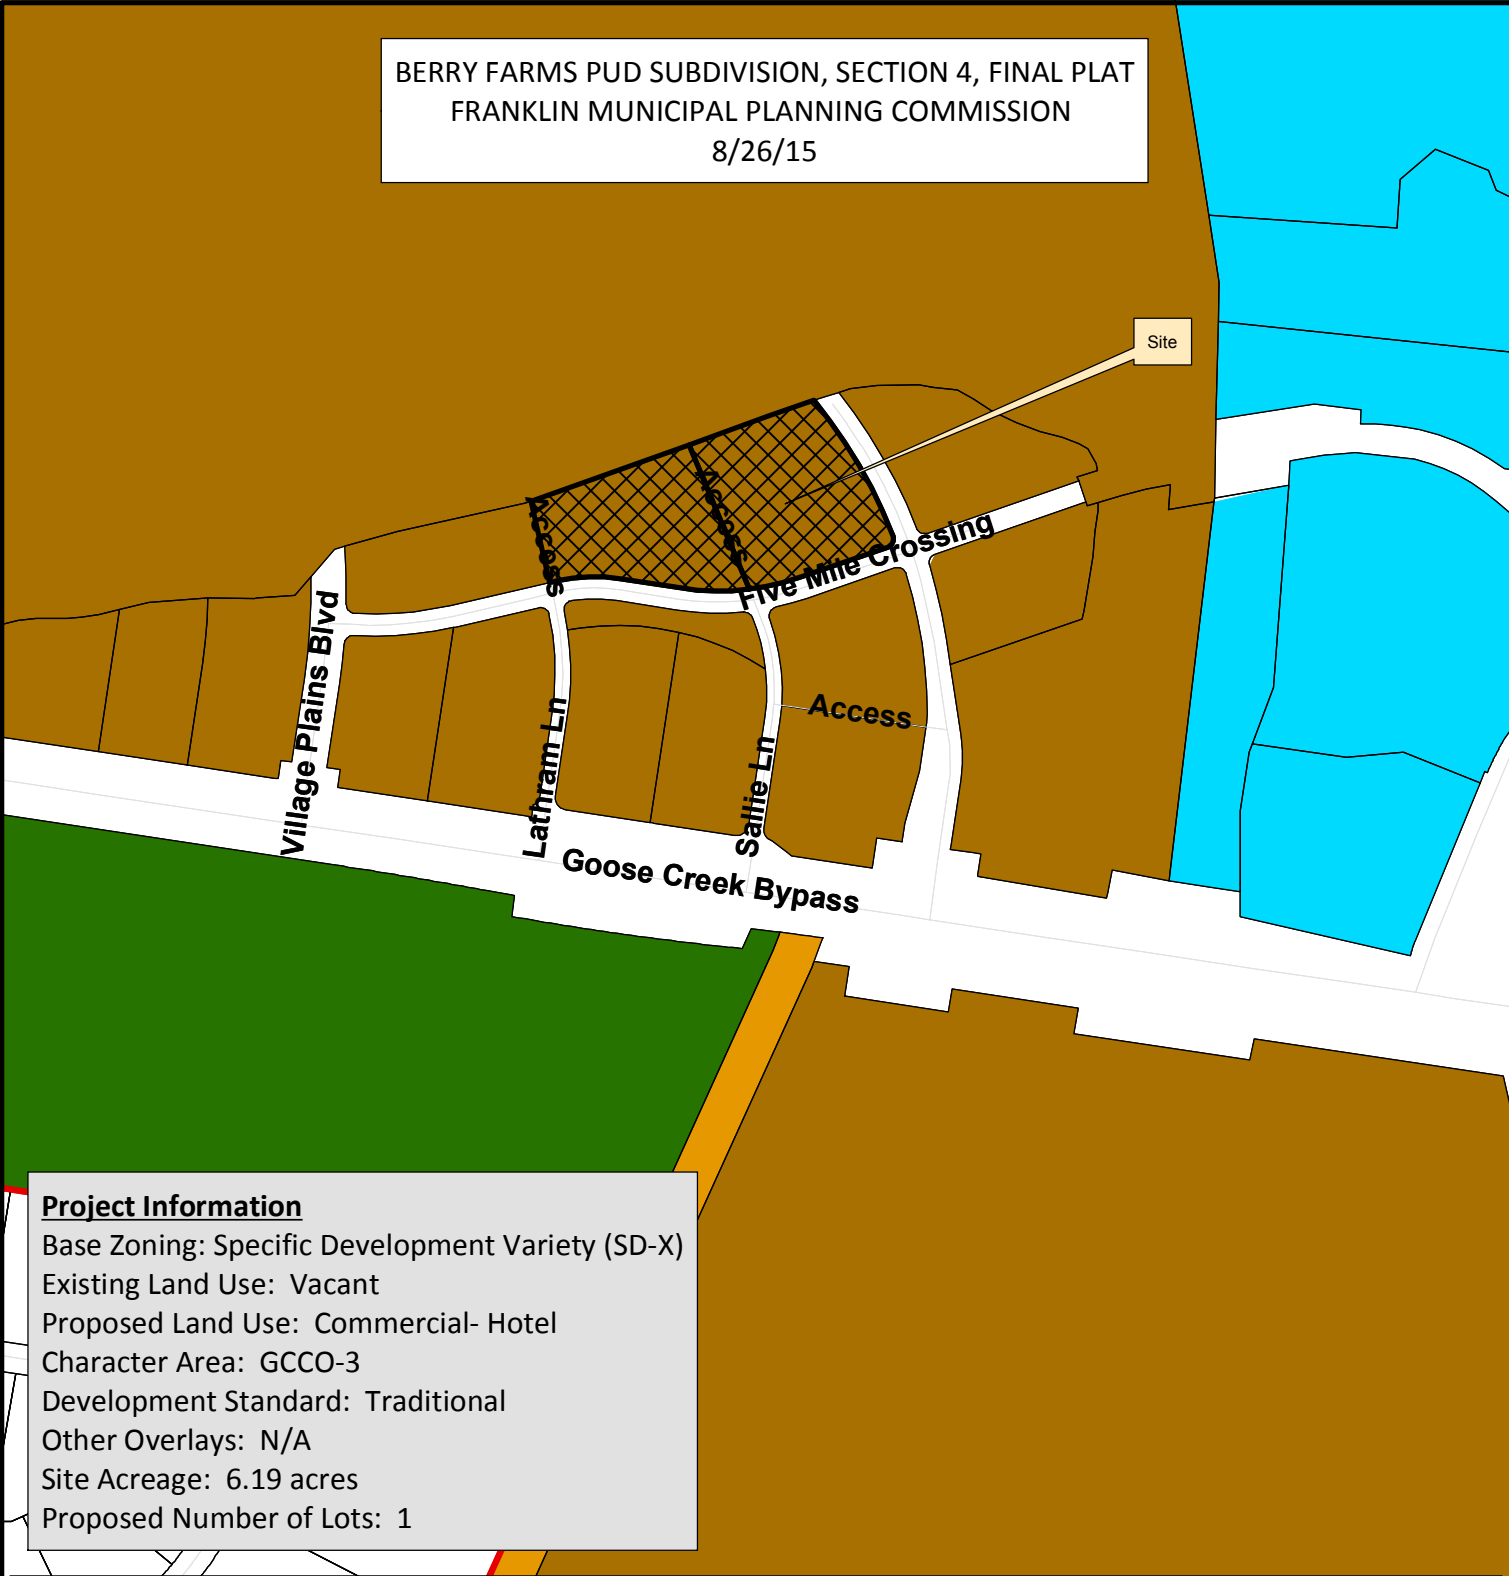 BERRY FARMS PUD SUBDIVISION, SECTION 4, FINAL PLAT
FRANKLIN MUNICIPAL PLANNING COMMISSION
8/26/15
Site
Access
Access
Five Mile Crossing
Village Plains Blvd
Lathram Ln
Access
Sallie Ln
Goose Creek Bypass
Project Information
Base Zoning: Specific Development Variety (SD-X)
Existing Land Use: Vacant
Proposed Land Use: Commercial- Hotel
Character Area: GCCO-3
Development Standard: Traditional
Other Overlays: N/A
Site Acreage: 6.19 acres
Proposed Number of Lots: 1